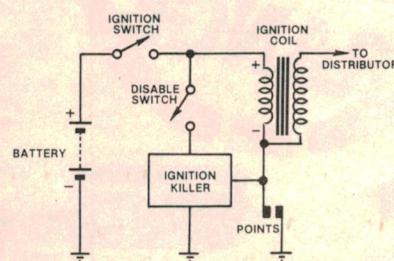 IGNITION
SWITCH
IGNITION
COIL
TO
DISTRIBUTOR
DISABLE
SWITCH
+
-
+
-
BATTERY
IGNITION
KILLER
POINTS